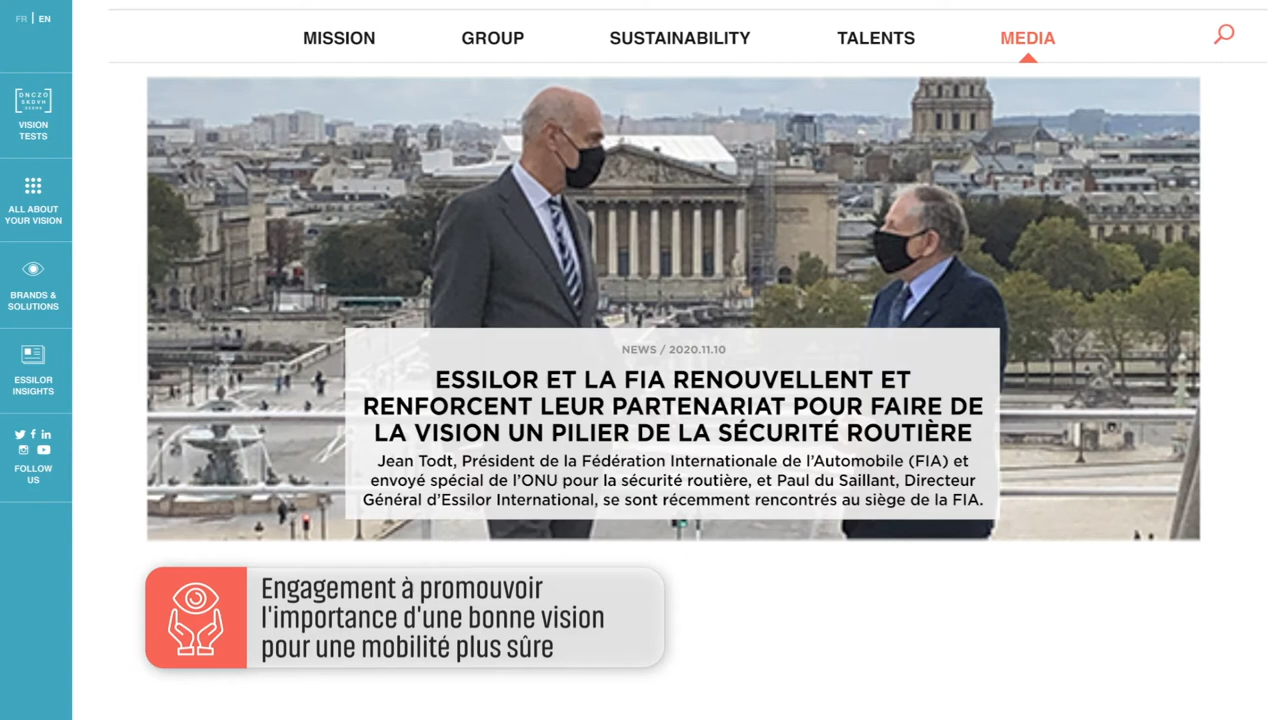 FR | EN
MISSION GROUP SUSTAINABILITY TALENTS MEDIA
DNCZO
SKDVH
VISION
TESTS
ALL ABOUT
YOUR VISION
BRANDS &
SOLUTIONS
ESSILOR
INSIGHTS
FOLLOW
US
NEWS / 2020.11.10
ESSILOR ET LA FIA RENOUVELLENT ET
RENFORCENT LEUR PARTENARIAT POUR FAIRE DE
LA VISION UN PILIER DE LA SÉCURITÉ ROUTIÈRE
Jean Todt, Président de la Fédération Internationale de l'Automobile (FIA) et
envoyé spécial de l'ONU pour la sécurité routière, et Paul du Saillant, Directeur
Général d'Essilor International, se sont récemment rencontrés au siège de la FIA.
Engagement à promouvoir
l'importance d'une bonne vision
pour une mobilité plus sûre